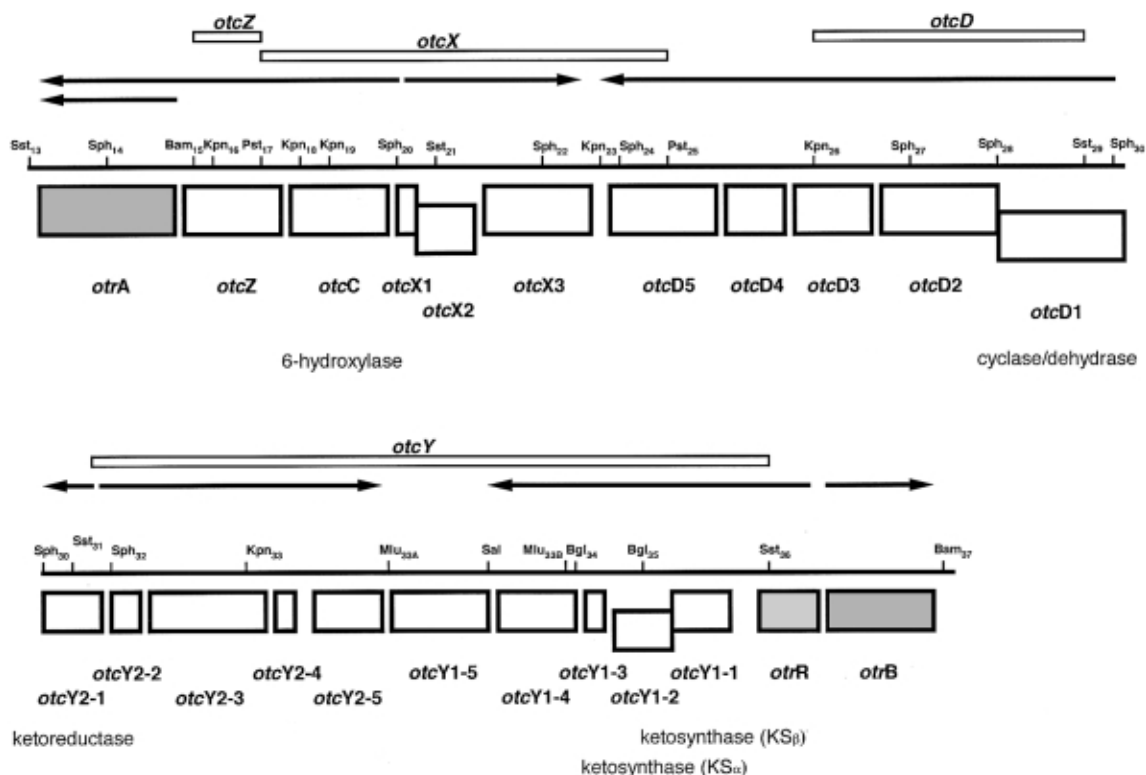 otcZ
otcX
otcD
Sst13 Sph14 Bam15 Kpn16 Pst17 Kpn18 Kpn19 Sph20 Sst21 Sph22 Kpn23 Sph24 Pst25 Kpn26 Sph27 Sph28 Sst29 Sph30
otrA otcZ otcC otcX1 otcX3 otcD5 otcD4 otcD3 otcD2
otcX2 otcD1
6-hydroxylase cyclase/dehydrase
otcY
Sph30 Sst31 Sph32 Kpn33 Mlu33A Sal Mlu33B Bgl34 Bgl35 Sst36 Bam37
otcY2-2 otcY2-4 otcY1-5 otcY1-3 otcY1-1 otrR otrB
otcY2-1 otcY2-3 otcY2-5 otcY1-4 otcY1-2
ketoreductase ketosynthase (KSβ)
ketosynthase (KSα)